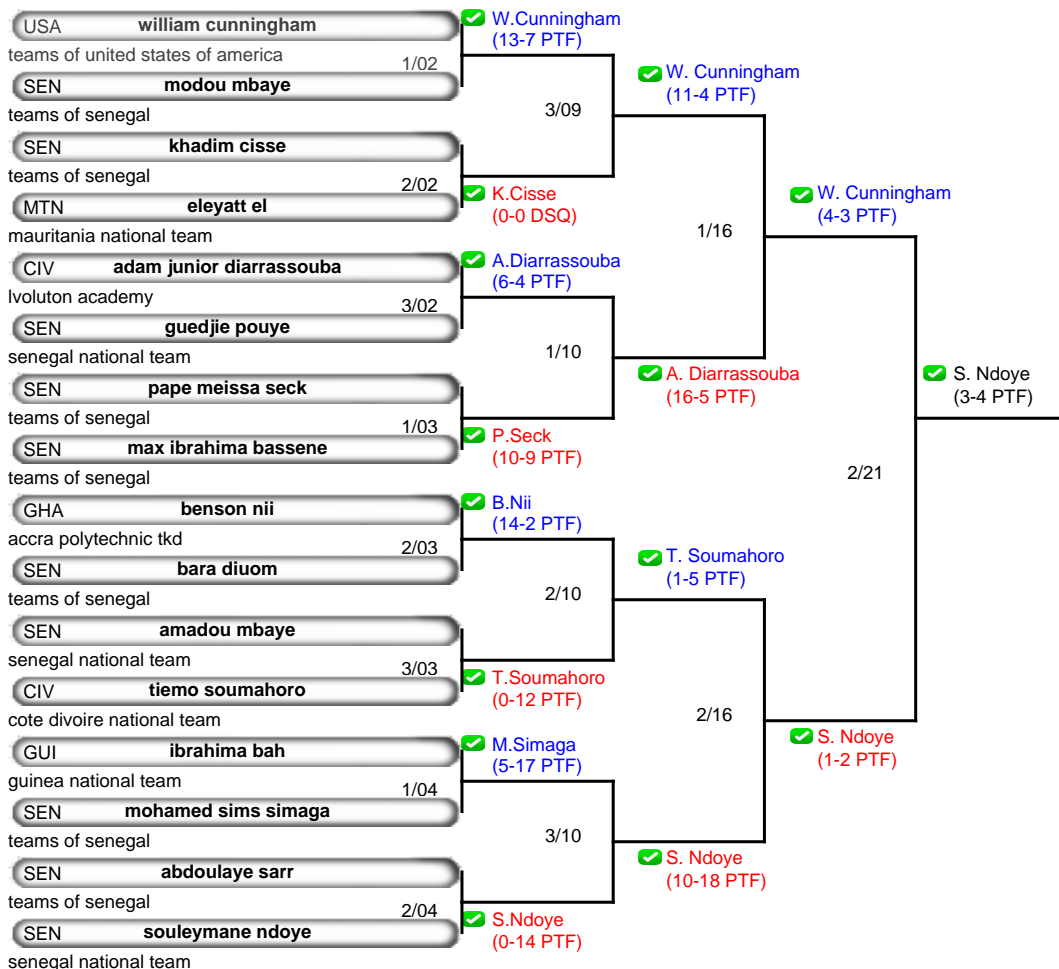 USA william cunningham
teams of united states of america
1/02
SEN modou mbaye
teams of senegal
SEN khadim cisse
teams of senegal
2/02
MTN eleyatt el
mauritania national team
CIV adam junior diarrassouba
lvoluton academy
3/02
SEN guedjie pouye
senegal national team
SEN pape meissa seck
teams of senegal
1/03
SEN max ibrahima bassene
teams of senegal
GHA benson nii
accra polytechnic tkd
2/03
SEN bara diuom
teams of senegal
SEN amadou mbaye
senegal national team
3/03
CIV tiemo soumahoro
cote divoire national team
GUI ibrahima bah
guinea national team
1/04
SEN mohamed sims simaga
teams of senegal
SEN abdoulaye sarr
teams of senegal
2/04
SEN souleymane ndoye
senegal national team
W.Cunningham
(13-7 PTF)
3/09
K.Cisse
(0-0 DSQ)
A.Diarrassouba
(6-4 PTF)
1/10
P.Seck
(10-9 PTF)
B.Nii
(14-2 PTF)
2/10
T.Soumahoro
(0-12 PTF)
M.Simaga
(5-17 PTF)
3/10
S.Ndoye
(0-14 PTF)
W. Cunningham
(11-4 PTF)
1/16
A. Diarrassouba
(16-5 PTF)
T. Soumahoro
(1-5 PTF)
2/16
S. Ndoye
(10-18 PTF)
W. Cunningham
(4-3 PTF)
2/21
S. Ndoye
(1-2 PTF)
S. Ndoye
(3-4 PTF)